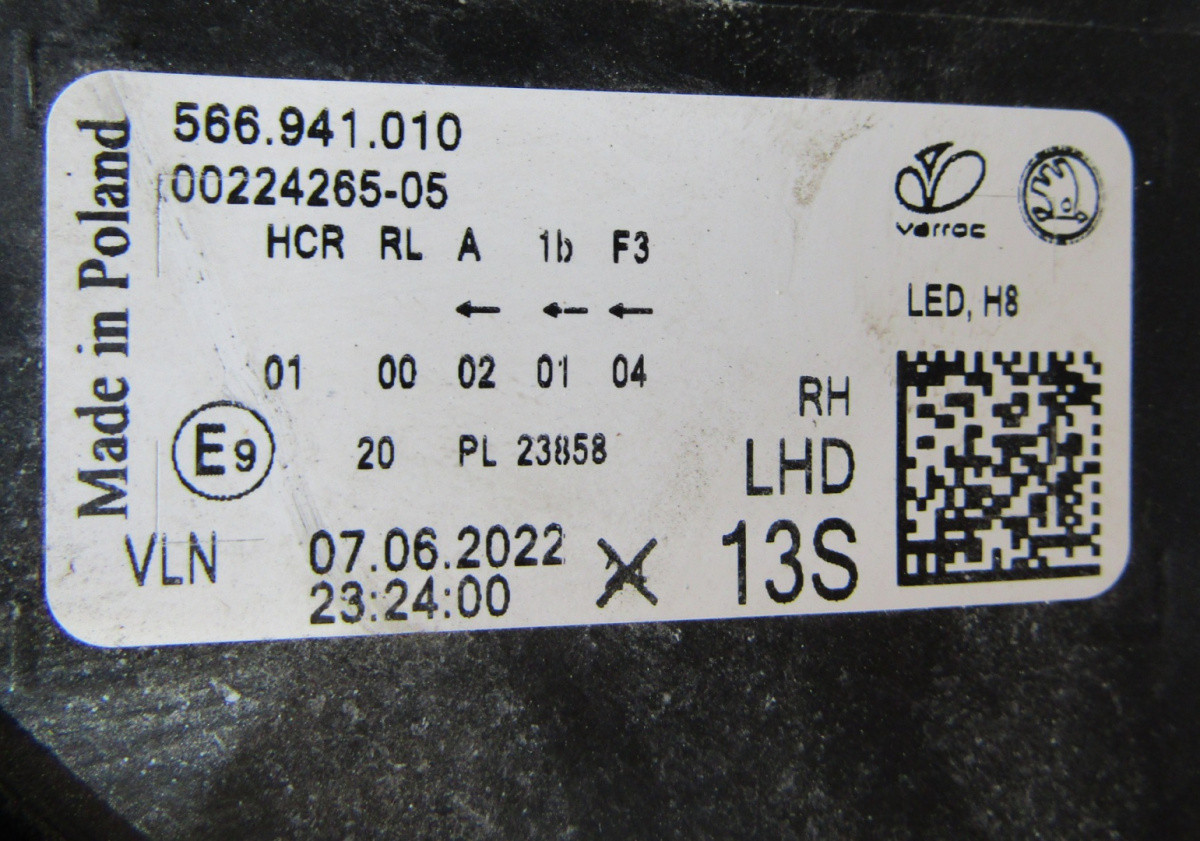 Made in Poland
566.941.010
00224265-05
HCR RL A 1b F3
← ← ←
01 00 02 01 04
E9 20 PL 23858
VLN 07.06.2022
23:24:00
varroc
LED, H8
RH
LHD
13S